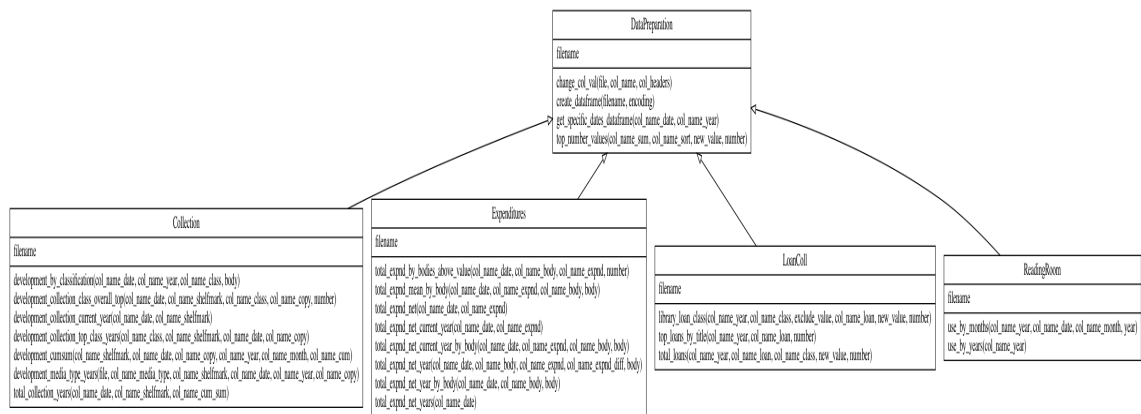 DataPreparation
filename
change_col_val(file, col_name, col_headers)
create_dataframe(filename, encoding)
get_specific_dates_dataframe(col_name_date, col_name_year)
top_number_values(col_name_sum, col_name_sort, new_value, number)
Collection
filename
development_by_classification(col_name_date, col_name_year, col_name_class, body)
development_collection_class_overall_top(col_name_date, col_name_shelfmark, col_name_class, col_name_copy, number)
development_collection_current_year(col_name_date, col_name_shelfmark)
development_collection_top_class_years(col_name_class, col_name_shelfmark, col_name_date, col_name_copy)
development_cumsum(col_name_shelfmark, col_name_date, col_name_copy, col_name_year, col_name_month, col_name_cum)
development_media_type_years(file, col_name_media_type, col_name_shelfmark, col_name_date, col_name_year, col_name_copy)
total_collection_years(col_name_date, col_name_shelfmark, col_name_cum_sum)
Expenditures
filename
total_expnd_by_bodies_above_value(col_name_date, col_name_body, col_name_expnd, number)
total_expnd_mean_by_body(col_name_date, col_name_expnd, col_name_body, body)
total_expnd_net(col_name_date, col_name_expnd)
total_expnd_net_current_year(col_name_date, col_name_expnd)
total_expnd_net_current_year_by_body(col_name_date, col_name_expnd, col_name_body, body)
total_expnd_net_year(col_name_date, col_name_body, col_name_expnd, col_name_expnd_diff, body)
total_expnd_net_year_by_body(col_name_date, col_name_body, body)
total_expnd_net_years(col_name_date)
LoanColl
filename
library_loan_class(col_name_year, col_name_class, exclude_value, col_name_loan, new_value, number)
top_loans_by_title(col_name_year, col_name_loan, number)
total_loans(col_name_year, col_name_loan, col_name_class, new_value, number)
ReadingRoom
filename
use_by_months(col_name_year, col_name_date, col_name_month, year)
use_by_years(col_name_year)